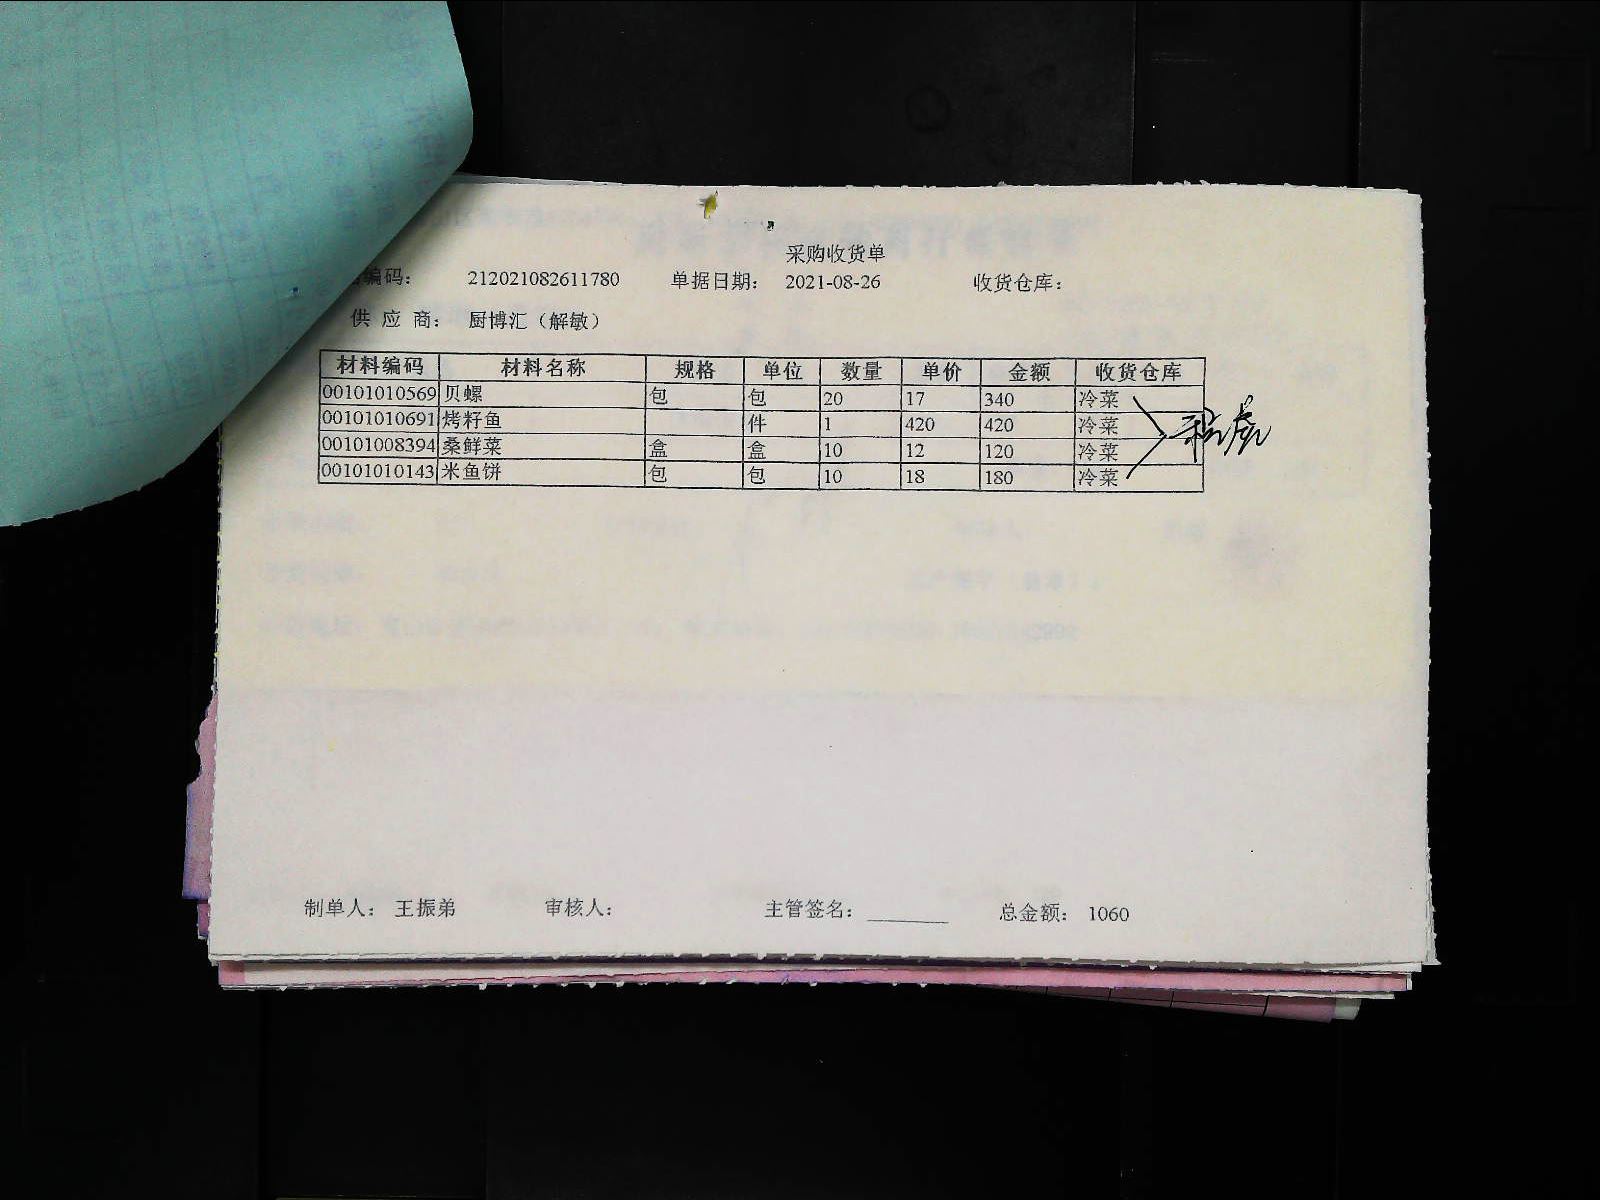 采购收货单
编码： 212021082611780 单据日期： 2021-08-26 收货仓库：
供应商： 厨博汇（解敏）
材料编码 材料名称 规格 单位 数量 单价 金额 收货仓库
00101010569 贝螺 包 包 20 17 340 冷菜
00101010691 烤籽鱼 件 1 420 420 冷菜
00101008394 桑鲜菜 盒 盒 10 12 120 冷菜
00101010143 米鱼饼 包 包 10 18 180 冷菜
制单人： 王振弟 审核人： 主管签名： 总金额： 1060